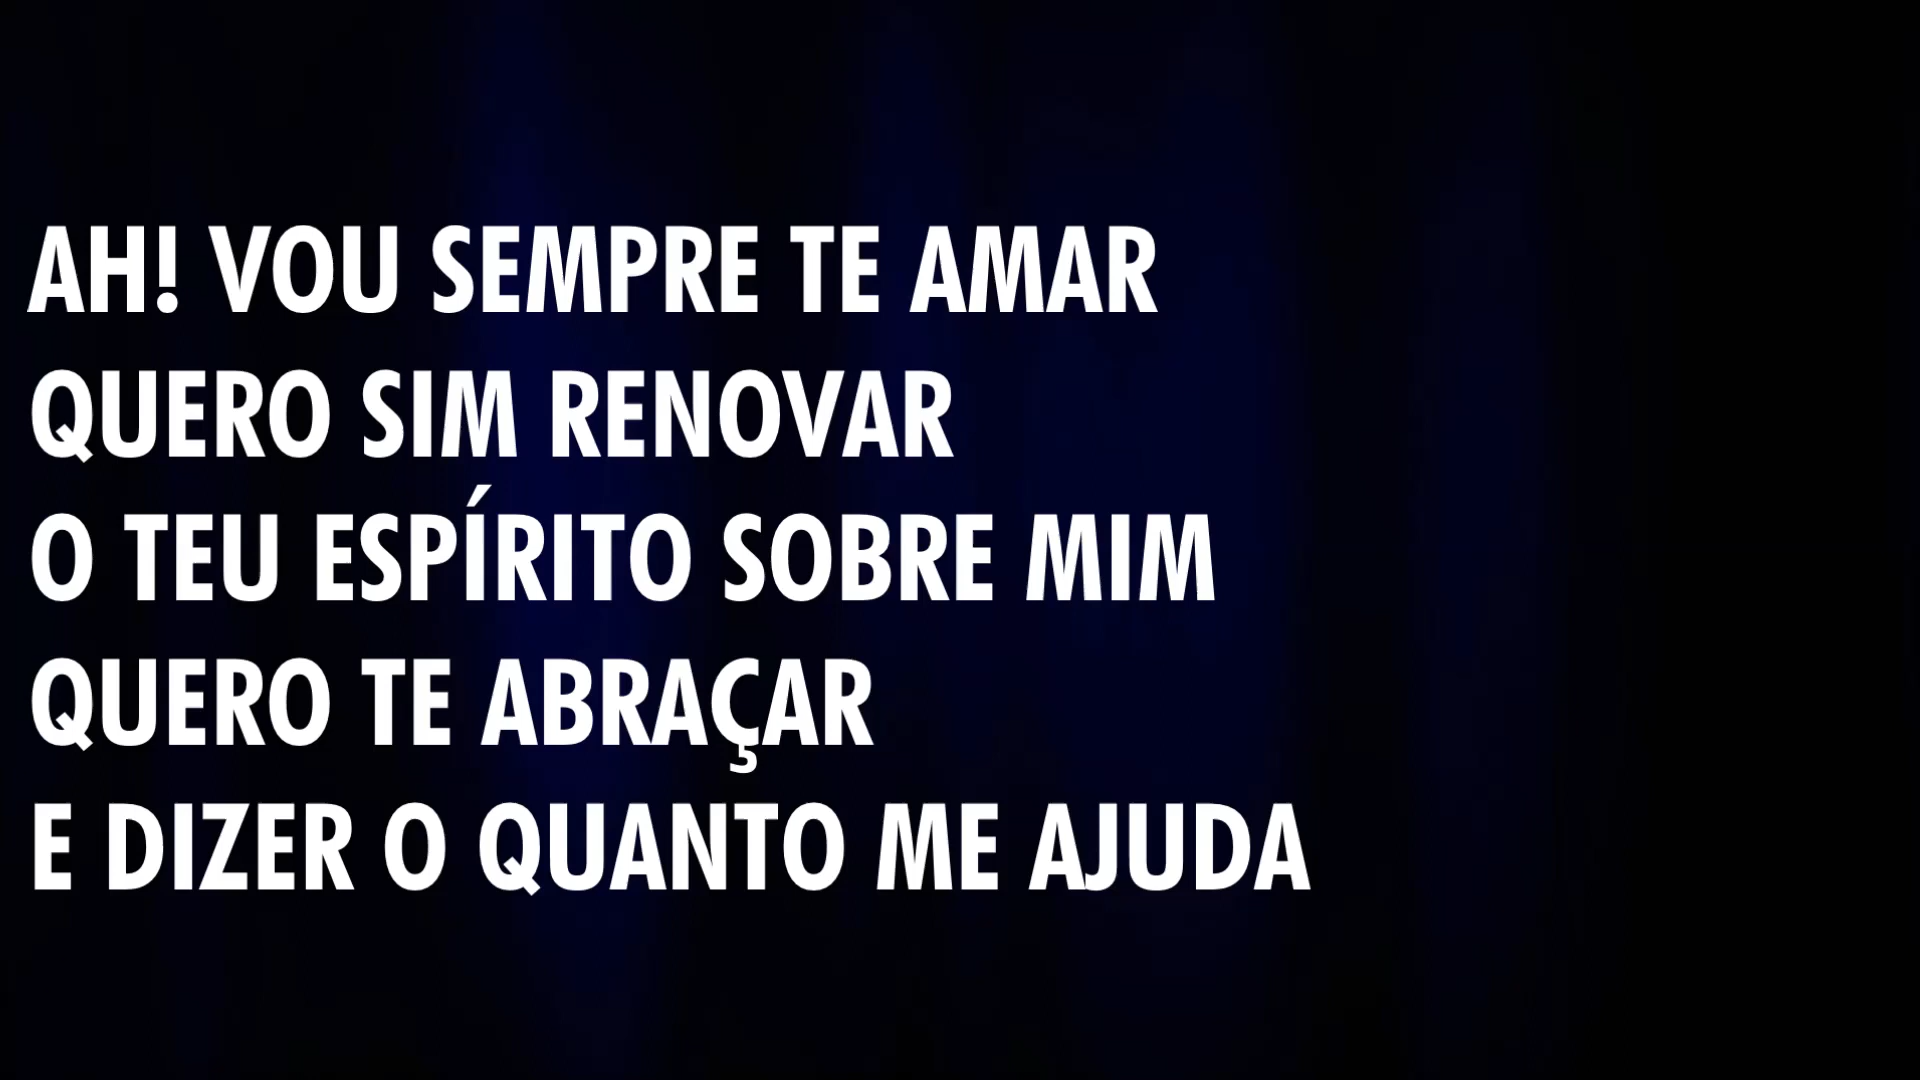 AH! VOU SEMPRE TE AMAR
QUERO SIM RENOVAR
O TEU ESPÍRITO SOBRE MIM
QUERO TE ABRAÇAR
E DIZER O QUANTO ME AJUDA